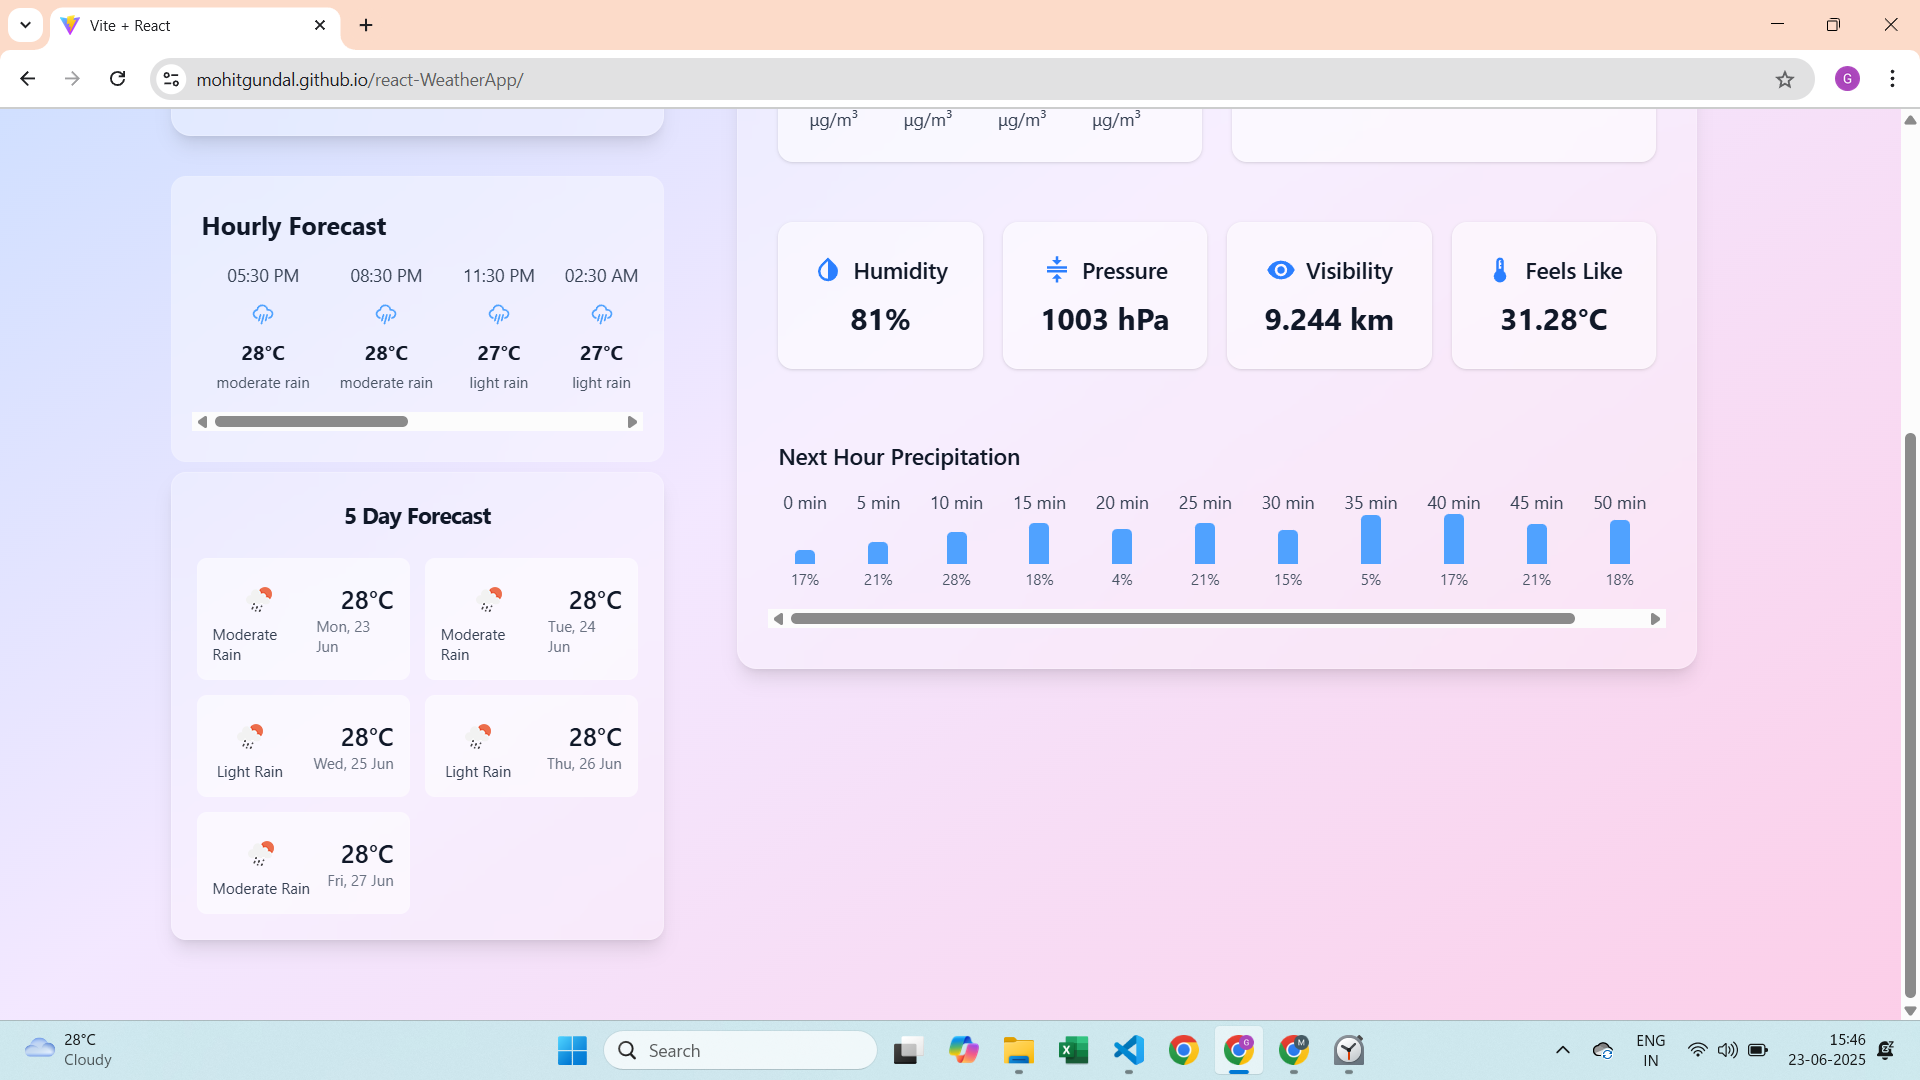 Vite + React
mohitgundal.github.io/react-WeatherApp/
G
µg/m³ µg/m³ µg/m³ µg/m³
Hourly Forecast
05:30 PM 08:30 PM 11:30 PM 02:30 AM
28°C 28°C 27°C 27°C
moderate rain moderate rain light rain light rain
5 Day Forecast
28°C
Mon, 23
Jun
Moderate
Rain
28°C
Tue, 24
Jun
Moderate
Rain
28°C
Wed, 25 Jun
Light Rain
28°C
Thu, 26 Jun
Light Rain
28°C
Fri, 27 Jun
Moderate Rain
Humidity
81%
Pressure
1003 hPa
Visibility
9.244 km
Feels Like
31.28°C
Next Hour Precipitation
0 min 5 min 10 min 15 min 20 min 25 min 30 min 35 min 40 min 45 min 50 min
17% 21% 28% 18% 4% 21% 15% 5% 17% 21% 18%
28°C
Cloudy
Search
G
M
ENG
IN
15:46
23-06-2025